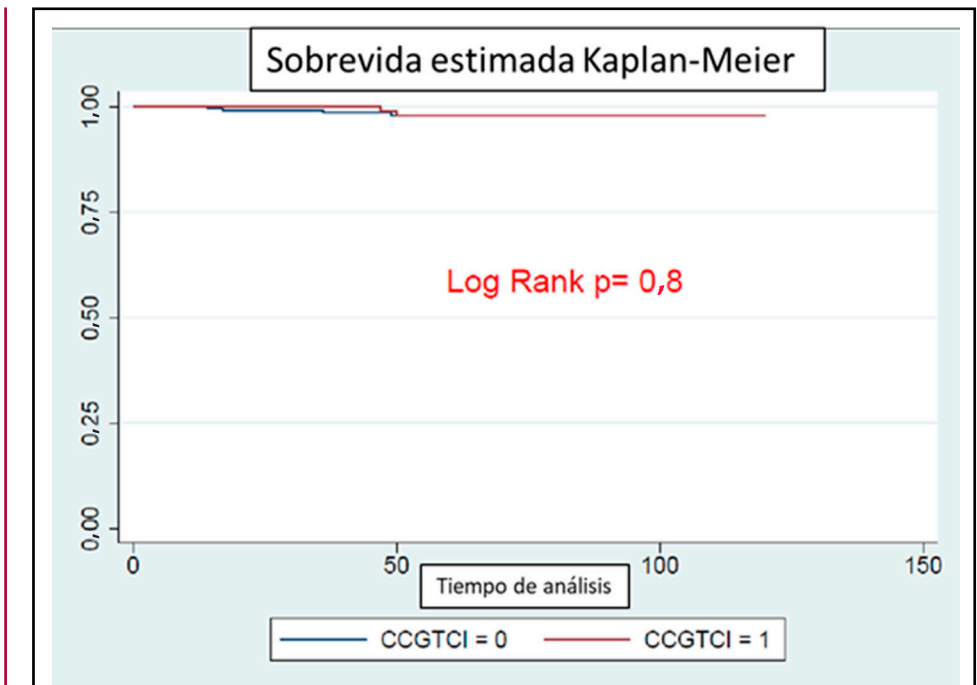 Sobrevida estimada Kaplan-Meier
1,00
0,75
0,50
0,25
0,00
Log Rank p= 0,8
0 50 100 150
Tiempo de análisis
CCGTCI = 0 CCGTCI = 1